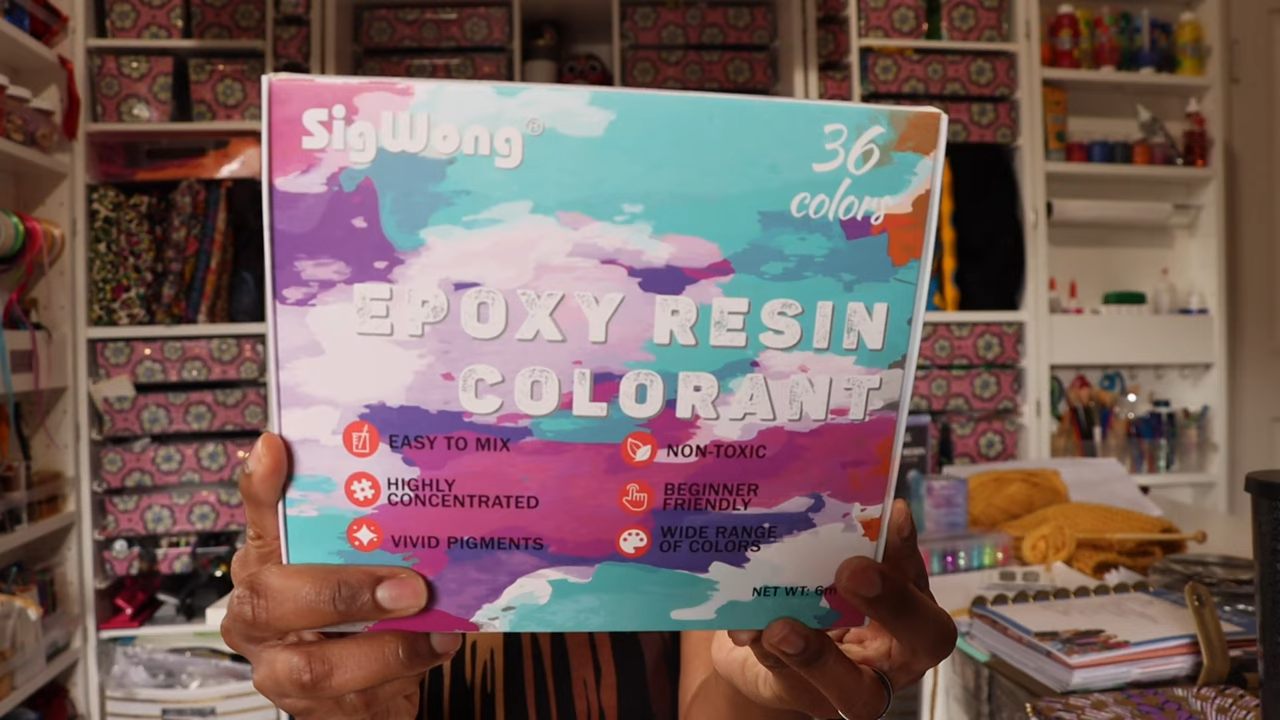 SigWong®
36
colors
EPOXY RESIN
COLORANT
EASY TO MIX
NON-TOXIC
HIGHLY
CONCENTRATED
BEGINNER
FRIENDLY
VIVID PIGMENTS
WIDE RANGE
OF COLORS
NET WT: 6m